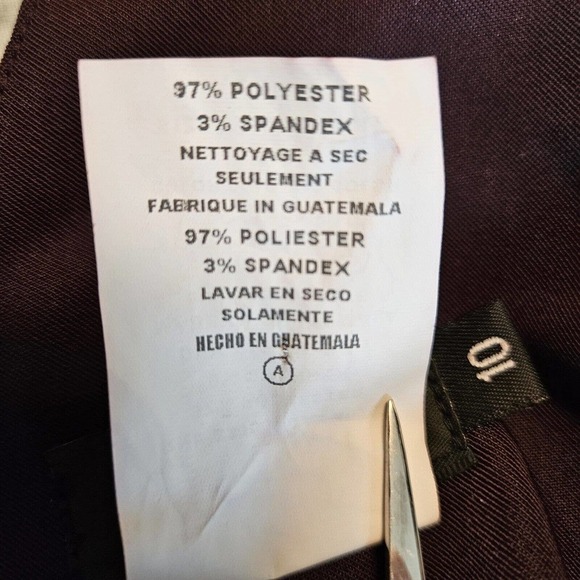 97% POLYESTER
3% SPANDEX
NETTOYAGE A SEC
SEULEMENT
FABRIQUE IN GUATEMALA
97% POLIESTER
3% SPANDEX
LAVAR EN SECO
SOLAMENTE
HECHO EN GUATEMALA
A
10